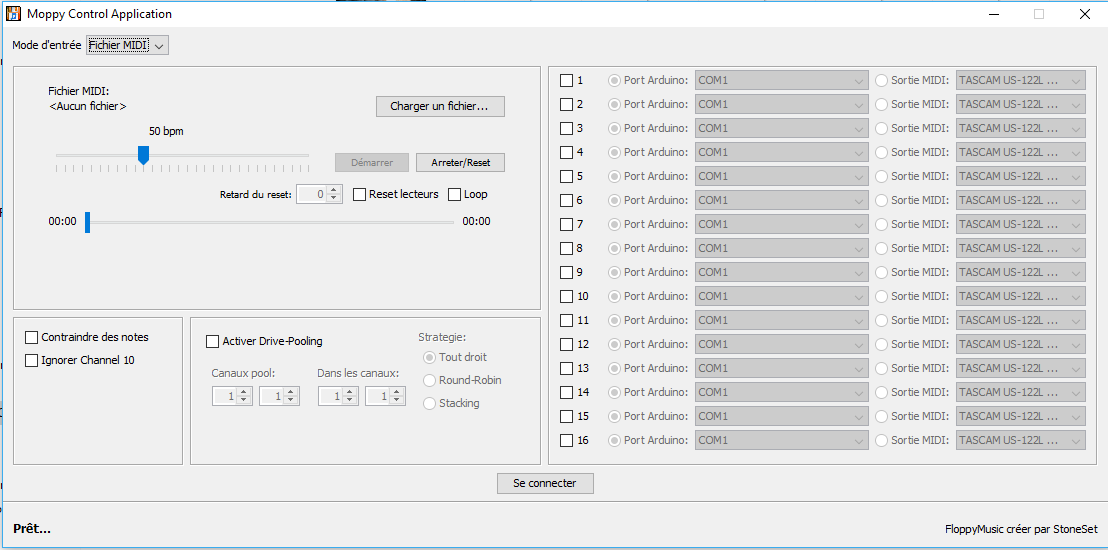 Moppy Control Application
Mode d'entrée Fichier MIDI
Fichier MIDI:
<Aucun fichier>
Charger un fichier...
50 bpm
Démarrer Arreter/Reset
Retard du reset: 0 Reset lecteurs Loop
00:00 00:00
Contraindre des notes
Ignorer Channel 10
Activer Drive-Pooling
Canaux pool: Dans les canaux:
1 1 1 1
Strategie:
Tout droit
Round-Robin
Stacking
1 Port Arduino: COM1 Sortie MIDI: TASCAM US-122L ...
2 Port Arduino: COM1 Sortie MIDI: TASCAM US-122L ...
3 Port Arduino: COM1 Sortie MIDI: TASCAM US-122L ...
4 Port Arduino: COM1 Sortie MIDI: TASCAM US-122L ...
5 Port Arduino: COM1 Sortie MIDI: TASCAM US-122L ...
6 Port Arduino: COM1 Sortie MIDI: TASCAM US-122L ...
7 Port Arduino: COM1 Sortie MIDI: TASCAM US-122L ...
8 Port Arduino: COM1 Sortie MIDI: TASCAM US-122L ...
9 Port Arduino: COM1 Sortie MIDI: TASCAM US-122L ...
10 Port Arduino: COM1 Sortie MIDI: TASCAM US-122L ...
11 Port Arduino: COM1 Sortie MIDI: TASCAM US-122L ...
12 Port Arduino: COM1 Sortie MIDI: TASCAM US-122L ...
13 Port Arduino: COM1 Sortie MIDI: TASCAM US-122L ...
14 Port Arduino: COM1 Sortie MIDI: TASCAM US-122L ...
15 Port Arduino: COM1 Sortie MIDI: TASCAM US-122L ...
16 Port Arduino: COM1 Sortie MIDI: TASCAM US-122L ...
Se connecter
Prêt...
FloppyMusic créer par StoneSet